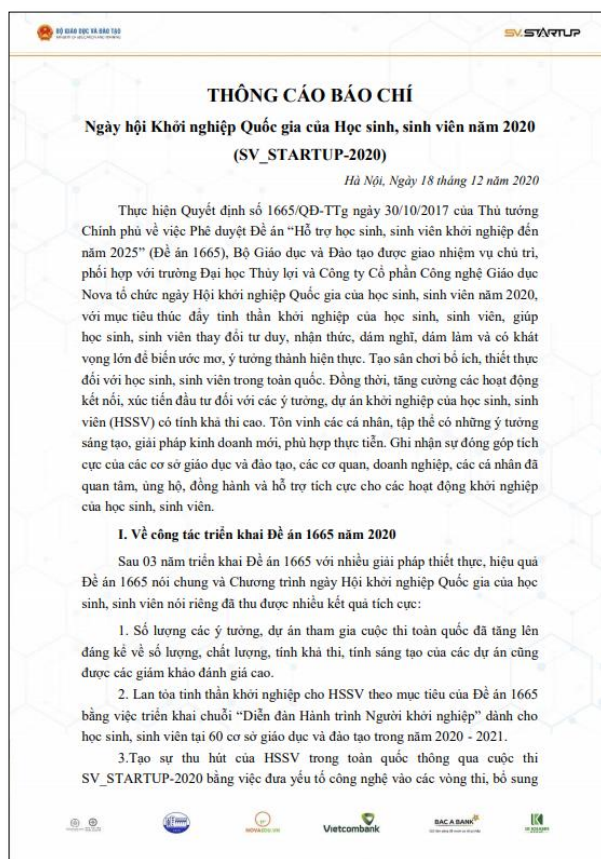 BỘ GIÁO DỤC VÀ ĐÀO TẠO
SV.STARTUP
THÔNG CÁO BÁO CHÍ
Ngày hội Khởi nghiệp Quốc gia của Học sinh, sinh viên năm 2020
(SV_STARTUP-2020)
Hà Nội, Ngày 18 tháng 12 năm 2020
Thực hiện Quyết định số 1665/QĐ-TTg ngày 30/10/2017 của Thủ tướng
Chính phủ về việc Phê duyệt Đề án “Hỗ trợ học sinh, sinh viên khởi nghiệp đến
năm 2025” (Đề án 1665), Bộ Giáo dục và Đào tạo được giao nhiệm vụ chủ trì,
phối hợp với trường Đại học Thủy lợi và Công ty Cổ phần Công nghệ Giáo dục
Nova tổ chức ngày Hội khởi nghiệp Quốc gia của học sinh, sinh viên năm 2020,
với mục tiêu thúc đẩy tinh thần khởi nghiệp của học sinh, sinh viên, giúp
học sinh, sinh viên thay đổi tư duy, nhận thức, dám nghĩ, dám làm và có khát
vọng lớn để biến ước mơ, ý tưởng thành hiện thực. Tạo sân chơi bổ ích, thiết thực
đối với học sinh, sinh viên trong toàn quốc. Đồng thời, tăng cường các hoạt động
kết nối, xúc tiến đầu tư đối với các ý tưởng, dự án khởi nghiệp của học sinh, sinh
viên (HSSV) có tính khả thi cao. Tôn vinh các cá nhân, tập thể có những ý tưởng
sáng tạo, giải pháp kinh doanh mới, phù hợp thực tiễn. Ghi nhận sự đóng góp tích
cực của các cơ sở giáo dục và đào tạo, các cơ quan, doanh nghiệp, các cá nhân đã
quan tâm, ủng hộ, đồng hành và hỗ trợ tích cực cho các hoạt động khởi nghiệp
của học sinh, sinh viên.
I. Về công tác triển khai Đề án 1665 năm 2020
Sau 03 năm triển khai Đề án 1665 với nhiều giải pháp thiết thực, hiệu quả
Đề án 1665 nói chung và Chương trình ngày Hội khởi nghiệp Quốc gia của học
sinh, sinh viên nói riêng đã thu được nhiều kết quả tích cực:
1. Số lượng các ý tưởng, dự án tham gia cuộc thi toàn quốc đã tăng lên
đáng kể về số lượng, chất lượng, tính khả thi, tính sáng tạo của các dự án cũng
được các giám khảo đánh giá cao.
2. Lan tỏa tinh thần khởi nghiệp cho HSSV theo mục tiêu của Đề án 1665
bằng việc triển khai chuỗi “Diễn đàn Hành trình Người khởi nghiệp” dành cho
học sinh, sinh viên tại 60 cơ sở giáo dục và đào tạo trong năm 2020 - 2021.
3.Tạo sự thu hút của HSSV trong toàn quốc thông qua cuộc thi
SV_STARTUP-2020 bằng việc đưa yếu tố công nghệ vào các vòng thi, bổ sung
Vietcombank
BAC A BANK